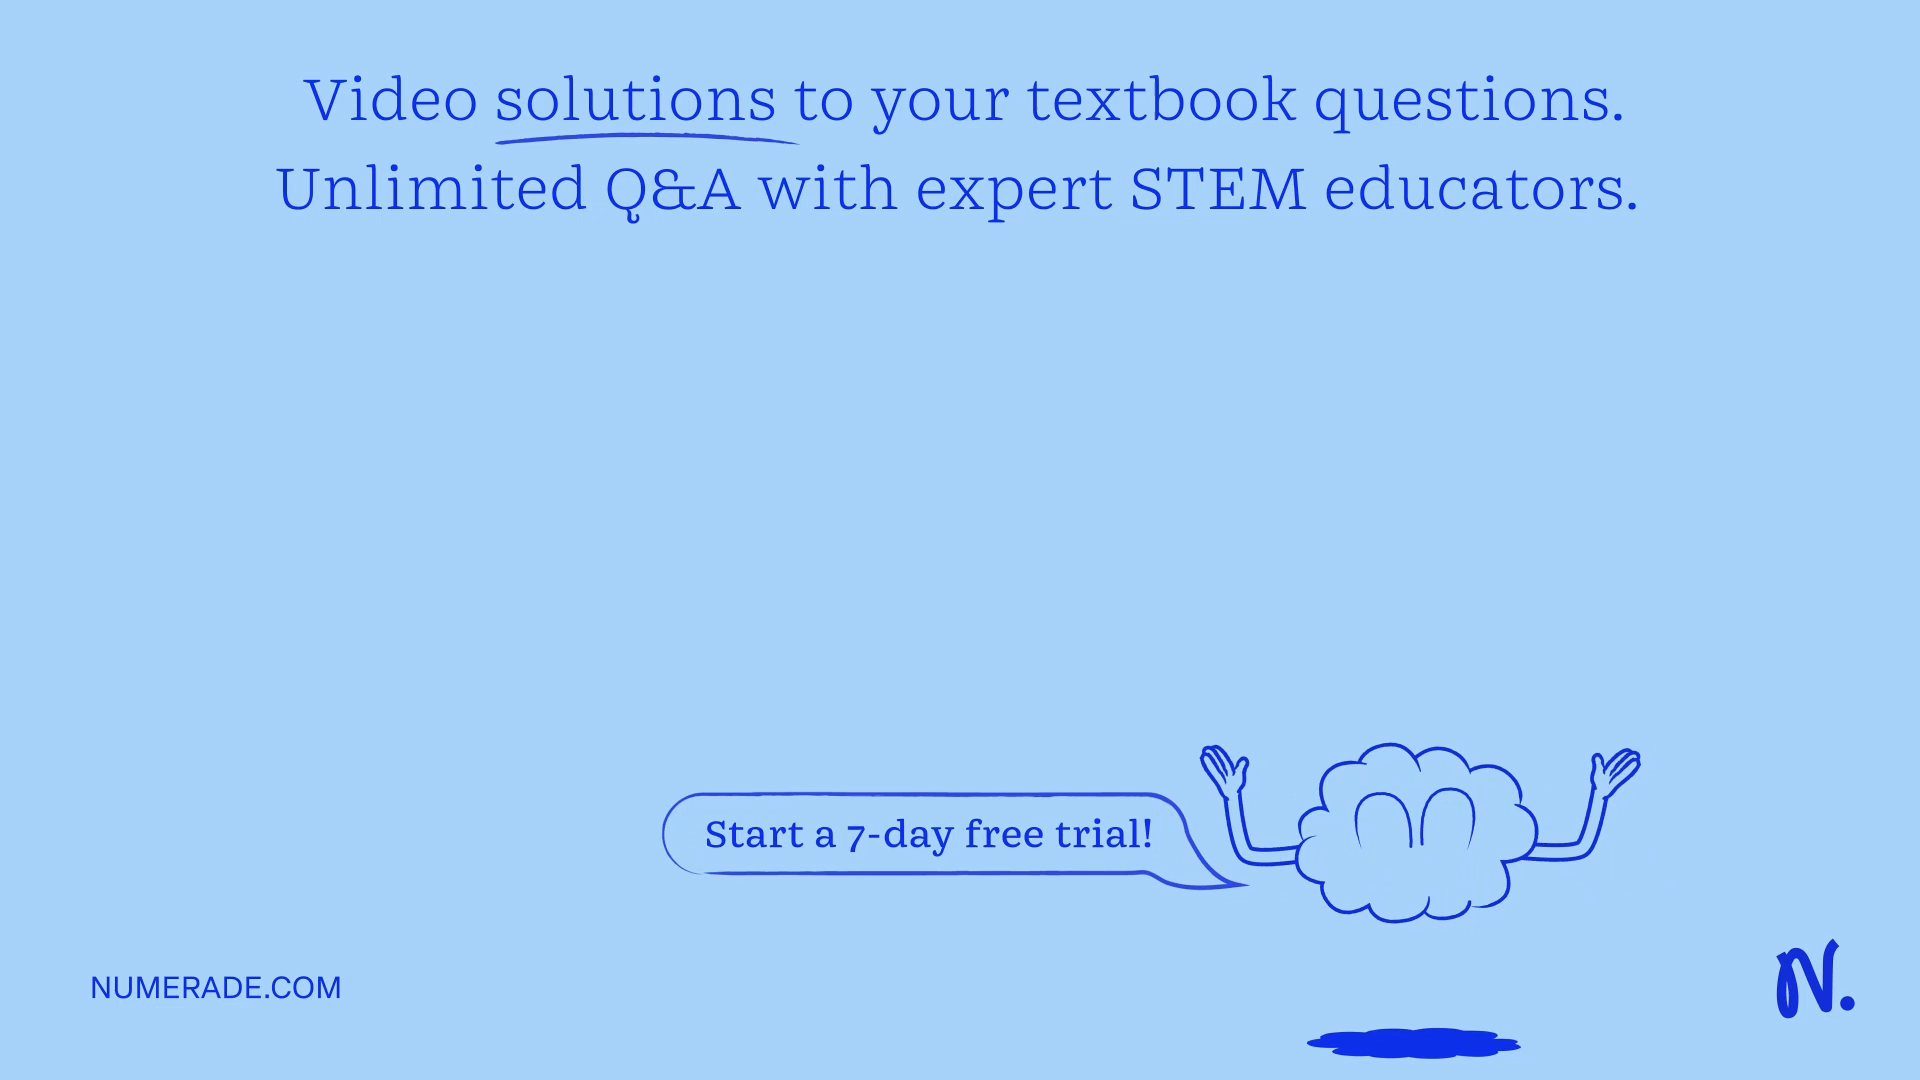 Video solutions to your textbook questions.
Unlimited Q&A with expert STEM educators.
Start a 7-day free trial!
NUMERADE.COM
N.